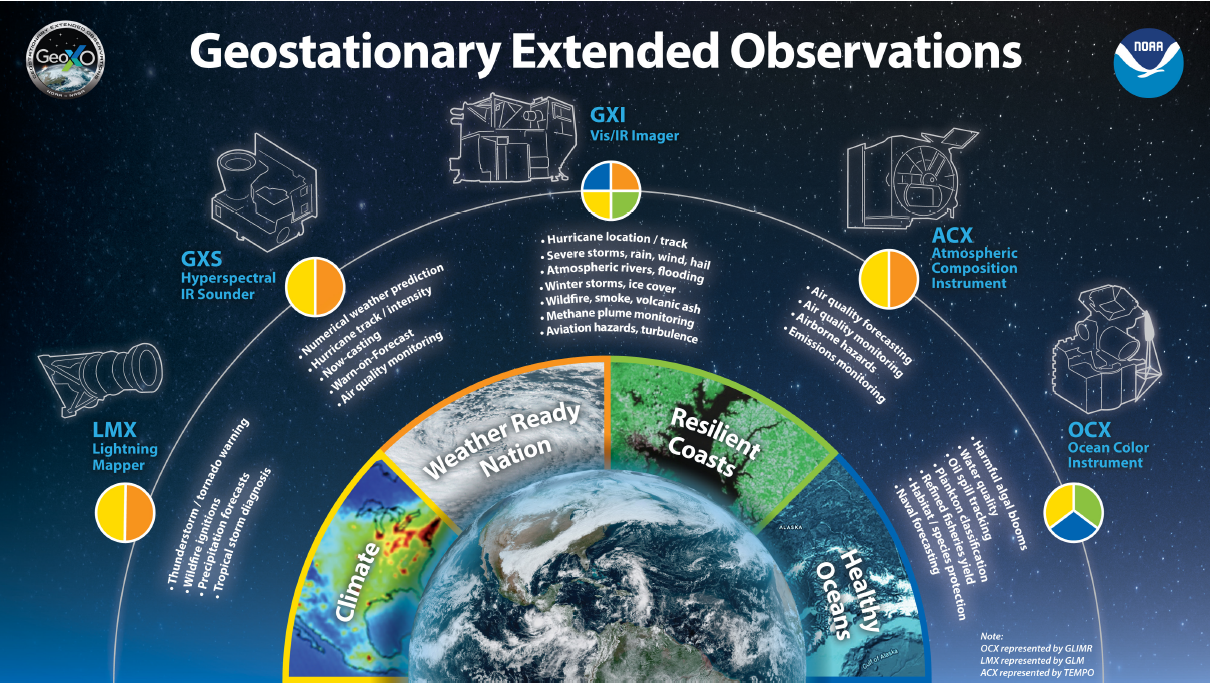 GeoXO
NOAA - NASA
Geostationary Extended Observations
NOAA
GXI
Vis/IR Imager
• Hurricane location / track
• Severe storms, rain, wind, hail
• Atmospheric rivers, flooding
• Winter storms, ice cover
• Wildfire, smoke, volcanic ash
• Methane plume monitoring
• Aviation hazards, turbulence
GXS
Hyperspectral
IR Sounder
• Numerical weather prediction
• Hurricane track / intensity
• Now-casting
• Warn-on-Forecast
• Air quality monitoring
ACX
Atmospheric
Composition
Instrument
• Air quality forecasting
• Air quality monitoring
• Airborne hazards
• Emissions monitoring
LMX
Lightning
Mapper
• Thunderstorm / tornado warning
• Wildfire ignitions
• Precipitation forecasts
• Tropical storm diagnosis
OCX
Ocean Color
Instrument
• Harmful algal blooms
• Water quality
• Oil spill tracking
• Plankton classification
• Refined fisheries yield
• Habitat / species protection
• Naval forecasting
Climate
Weather Ready
Nation
Resilient
Coasts
Healthy
Oceans
ALASKA
Gulf of Alaska
Note:
OCX represented by GLIMR
LMX represented by GLM
ACX represented by TEMPO